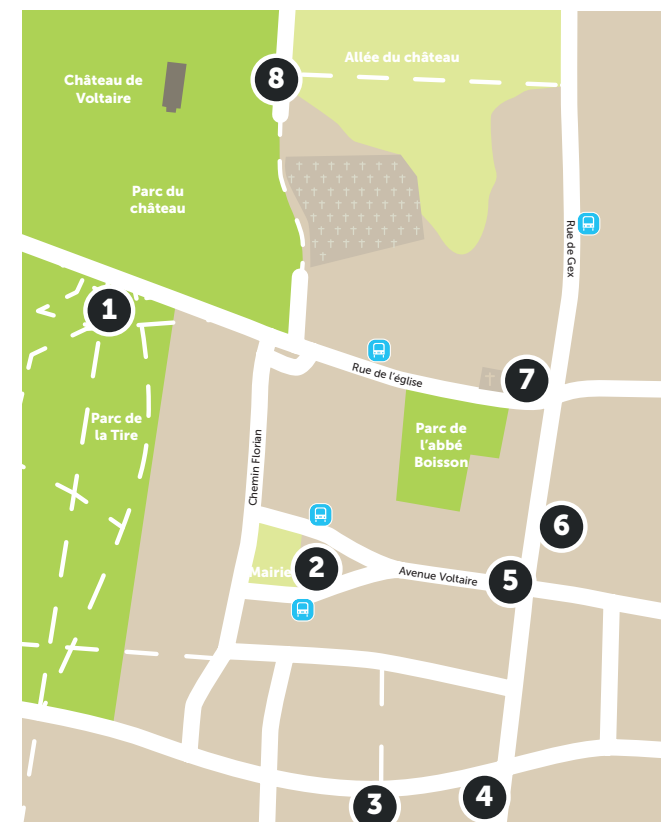 Allée du château
8
Château de
Voltaire
Parc du
château
Rue de Gex
1
Rue de l'église
7
Parc de
la Tire
Parc de
l'abbé
Boisson
Chemin Florian
6
Mairie
2
Avenue Voltaire
5
3
4